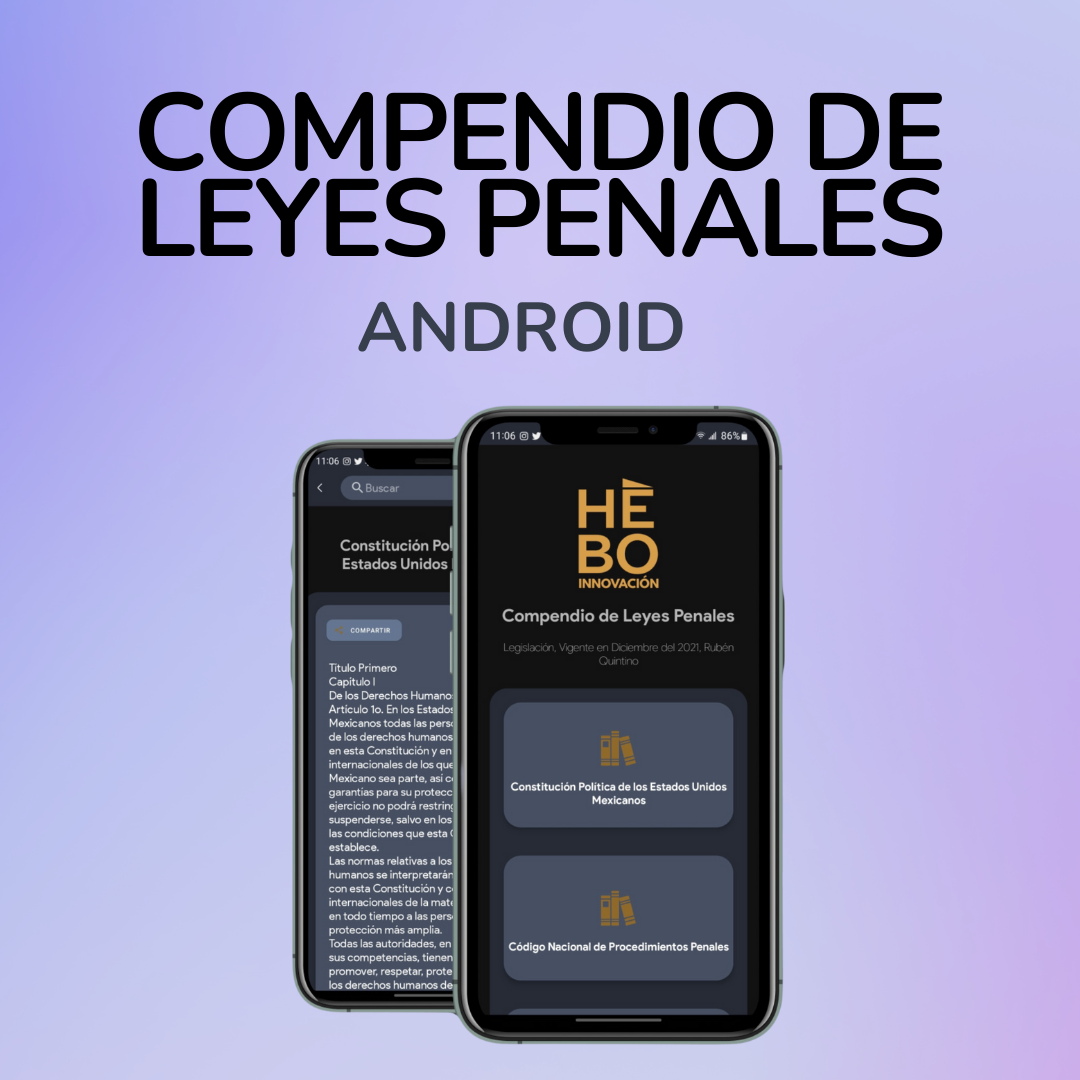 COMPENDIO DE
LEYES PENALES
ANDROID
11:06
Buscar
Constitución Po
Estados Unidos
COMPARTIR
Título Primero
Capítulo I
De los Derechos Humanos
Artículo 1o. En los Estados
Mexicanos todas las perso
de los derechos humanos
en esta Constitución y en
internacionales de los que
Mexicano sea parte, así co
garantías para su protecc
ejercicio no podrá restring
suspenderse, salvo en los
las condiciones que esta C
establece.
Las normas relativas a los
humanos se interpretarán
con esta Constitución y co
internacionales de la mate
en todo tiempo a las perso
protección más amplia.
Todas las autoridades, en
sus competencias, tienen
promover, respetar, prote
los derechos humanos de
11:06 86%
HE
BO
INNOVACIÓN
Compendio de Leyes Penales
Legislación, Vigente en Diciembre del 2021, Rubén
Quintino
Constitución Política de los Estados Unidos
Mexicanos
Código Nacional de Procedimientos Penales